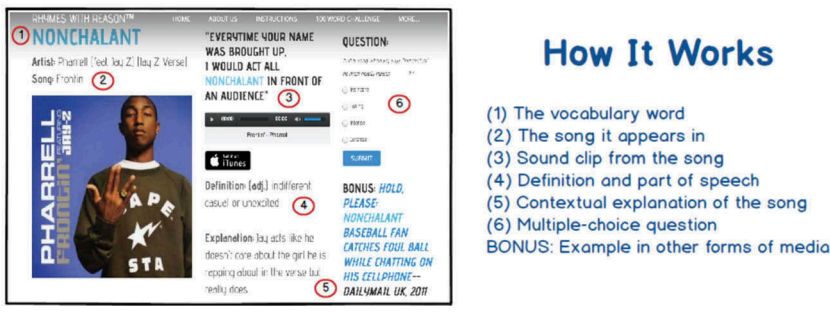 RHYMES WITH REASON™
HOME ABOUT US INSTRUCTIONS 100 WORD CHALLENGE MORE...
1
NONCHALANT
Artist: Pharrell (feat. Jay Z) (Jay Z Verse)
Song: Frontin
2
PHARRELL
FEATURING
JAY-Z
FRONTIN'
APE
STA
"EVERYTIME YOUR NAME
WAS BROUGHT UP,
I WOULD ACT ALL
NONCHALANT IN FRONT OF
AN AUDIENCE"
3
00:00 00:00
Frontin' - Pharrell
iTunes
Definition: (adj.) indifferent
casual or unexcited
4
Explanation: Jay acts like he
doesn't care about the girl he is
rapping about in the verse but
really does.
5
QUESTION:
6
SUBMIT
BONUS: HOLD,
PLEASE:
NONCHALANT
BASEBALL FAN
CATCHES FOUL BALL
WHILE CHATTING ON
HIS CELLPHONE--
DAILYMAIL UK, 2011
How It Works
(1) The vocabulary word
(2) The song it appears in
(3) Sound clip from the song
(4) Definition and part of speech
(5) Contextual explanation of the song
(6) Multiple-choice question
BONUS: Example in other forms of media